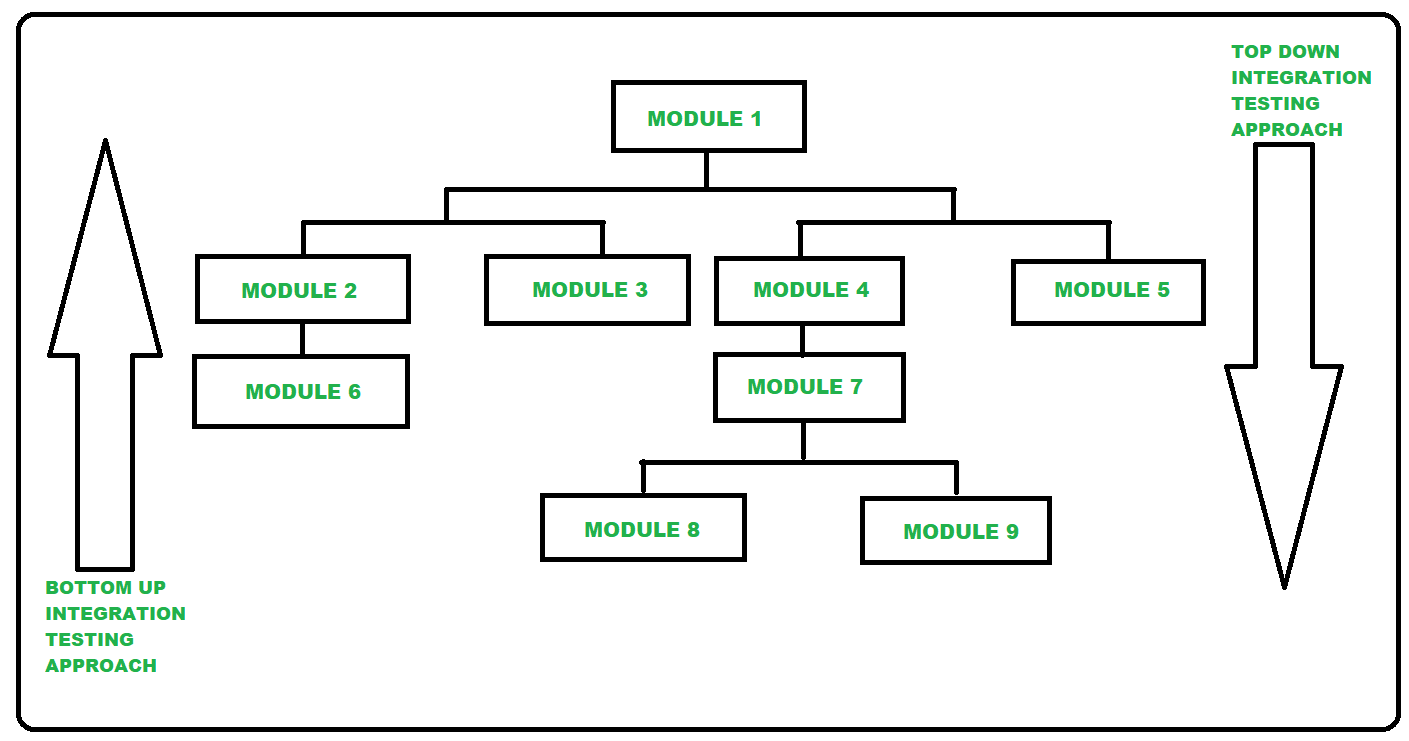 TOP DOWN
INTEGRATION
TESTING
APPROACH
MODULE 1
MODULE 2
MODULE 3
MODULE 4
MODULE 5
MODULE 6
MODULE 7
MODULE 8
MODULE 9
BOTTOM UP
INTEGRATION
TESTING
APPROACH